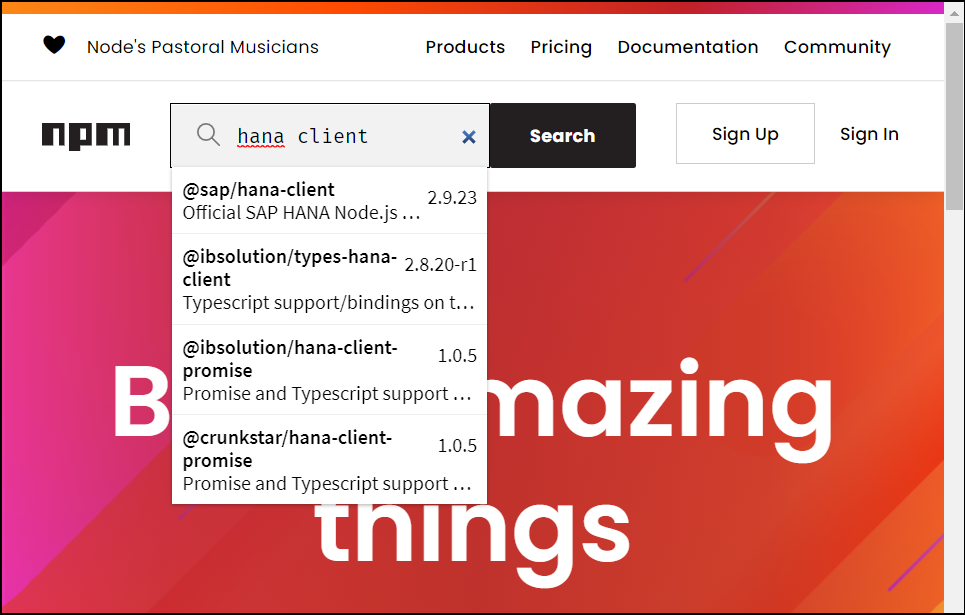 Node's Pastoral Musicians
Products Pricing Documentation Community
npm
hana client
Search
Sign Up
Sign In
@sap/hana-client 2.9.23
Official SAP HANA Node.js …
@ibsolution/types-hana-
client 2.8.20-r1
Typescript support/bindings on t…
@ibsolution/hana-client-
promise 1.0.5
Promise and Typescript support …
@crunkstar/hana-client-
promise 1.0.5
Promise and Typescript support …
B mazing
things